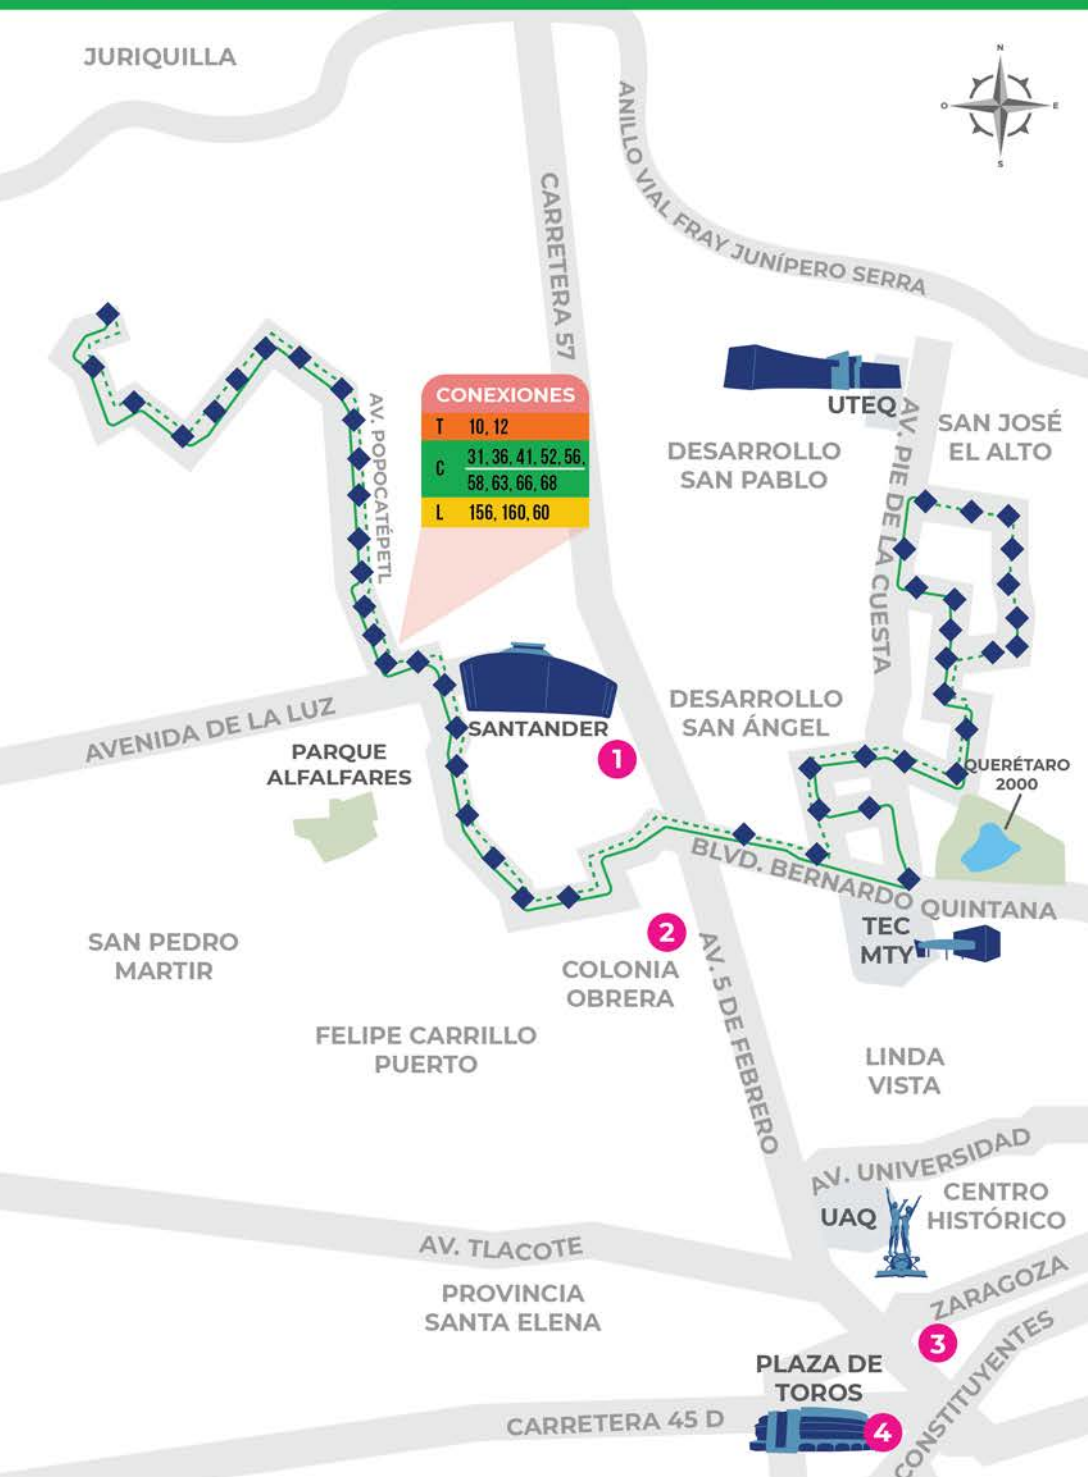 JURIQUILLA
N
O
E
S
ANILLO VIAL FRAY JUNÍPERO SERRA
CARRETERA 57
UTEQ
AV. PIE DE LA CUESTA
SAN JOSÉ
EL ALTO
DESARROLLO
SAN PABLO
AV. POPOCATÉPETL
CONEXIONES
T 10, 12
C 31, 36, 41, 52, 56,
58, 63, 66, 68
L 156, 160, 60
AVENIDA DE LA LUZ
SANTANDER
1
DESARROLLO
SAN ÁNGEL
PARQUE
ALFALFARES
QUERÉTARO
2000
BLVD. BERNARDO QUINTANA
TEC
MTY
SAN PEDRO
MARTIR
2
COLONIA
OBRERA
AV. 5 DE FEBRERO
FELIPE CARRILLO
PUERTO
LINDA
VISTA
AV. UNIVERSIDAD
UAQ
CENTRO
HISTÓRICO
AV. TLACOTE
PROVINCIA
SANTA ELENA
ZARAGOZA
3
CONSTITUYENTES
PLAZA DE
TOROS
4
CARRETERA 45 D